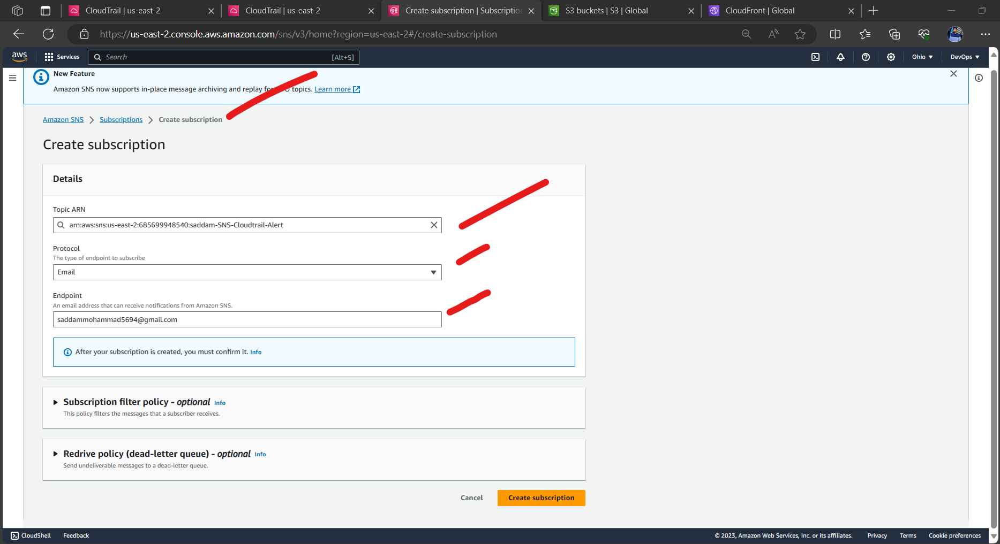 CloudTrail | us-east-2
CloudTrail | us-east-2
Create subscription | Subscription
S3 buckets | S3 | Global
CloudFront | Global
https://us-east-2.console.aws.amazon.com/sns/v3/home?region=us-east-2#/create-subscription
aws
Services
Search
[Alt+S]
Ohio
DevOps
New Feature
Amazon SNS now supports in-place message archiving and replay for O topics. Learn more
Amazon SNS
Subscriptions
Create subscription
Create subscription
Details
Topic ARN
arn:aws:sns:us-east-2:685699948540:saddam-SNS-Cloudtrail-Alert
Protocol
The type of endpoint to subscribe
Email
Endpoint
An email address that can receive notifications from Amazon SNS.
saddammohammad5694@gmail.com
After your subscription is created, you must confirm it. Info
Subscription filter policy - optional Info
This policy filters the messages that a subscriber receives.
Redrive policy (dead-letter queue) - optional Info
Send undeliverable messages to a dead-letter queue.
Cancel
Create subscription
CloudShell
Feedback
© 2023, Amazon Web Services, Inc. or its affiliates.
Privacy
Terms
Cookie preferences